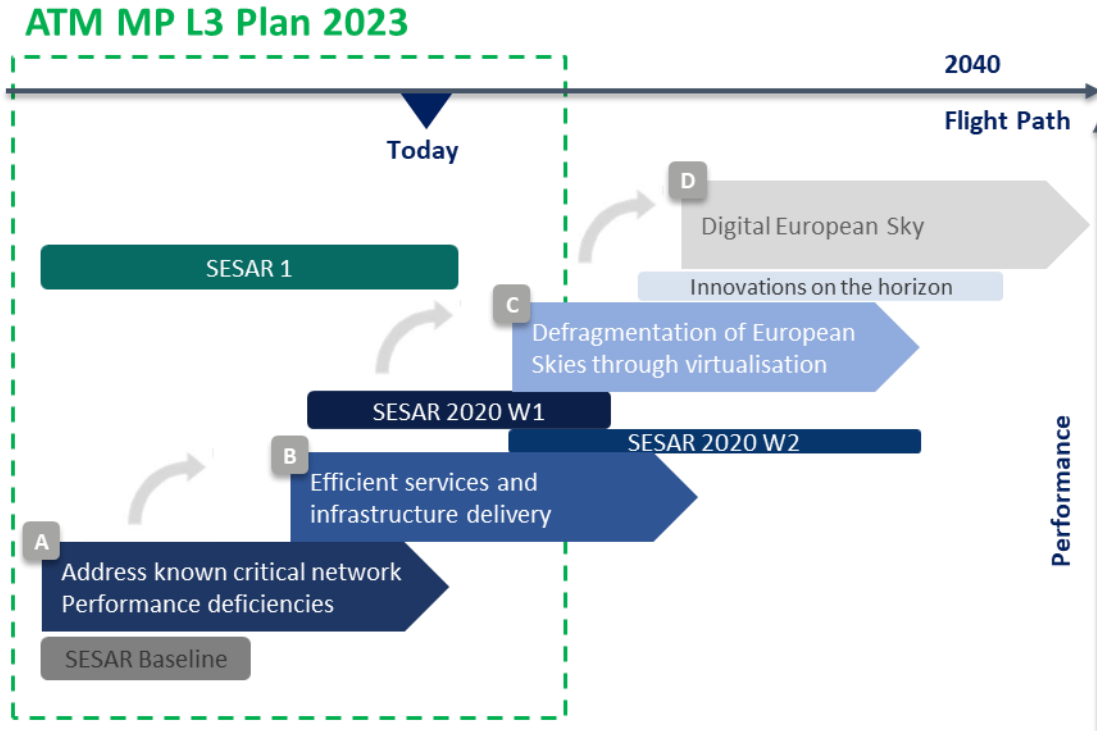 ATM MP L3 Plan 2023
2040
Flight Path
Today
D
Digital European Sky
SESAR 1
Innovations on the horizon
C
Defragmentation of European
Skies through virtualisation
SESAR 2020 W1
SESAR 2020 W2
B
Efficient services and
infrastructure delivery
Performance
A
Address known critical network
Performance deficiencies
SESAR Baseline